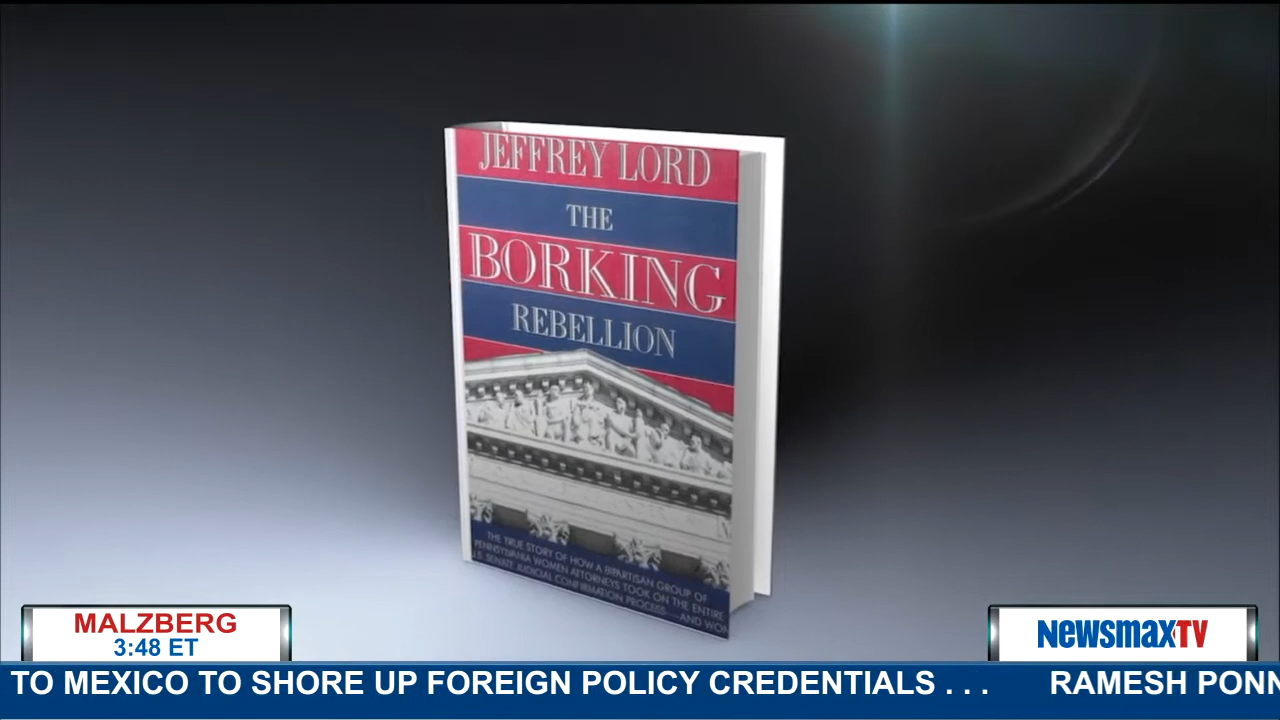 JEFFREY LORD
THE
BORKING
REBELLION
THE TRUE STORY OF HOW A BIPARTISAN GROUP OF
PENNSYLVANIA WOMEN ATTORNEYS TOOK ON THE ENTIRE
U.S. SENATE JUDICIAL CONFIRMATION PROCESS—AND WON
MALZBERG
3:48 ET
NEWSMAXTV
TO MEXICO TO SHORE UP FOREIGN POLICY CREDENTIALS . . . RAMESH PONN